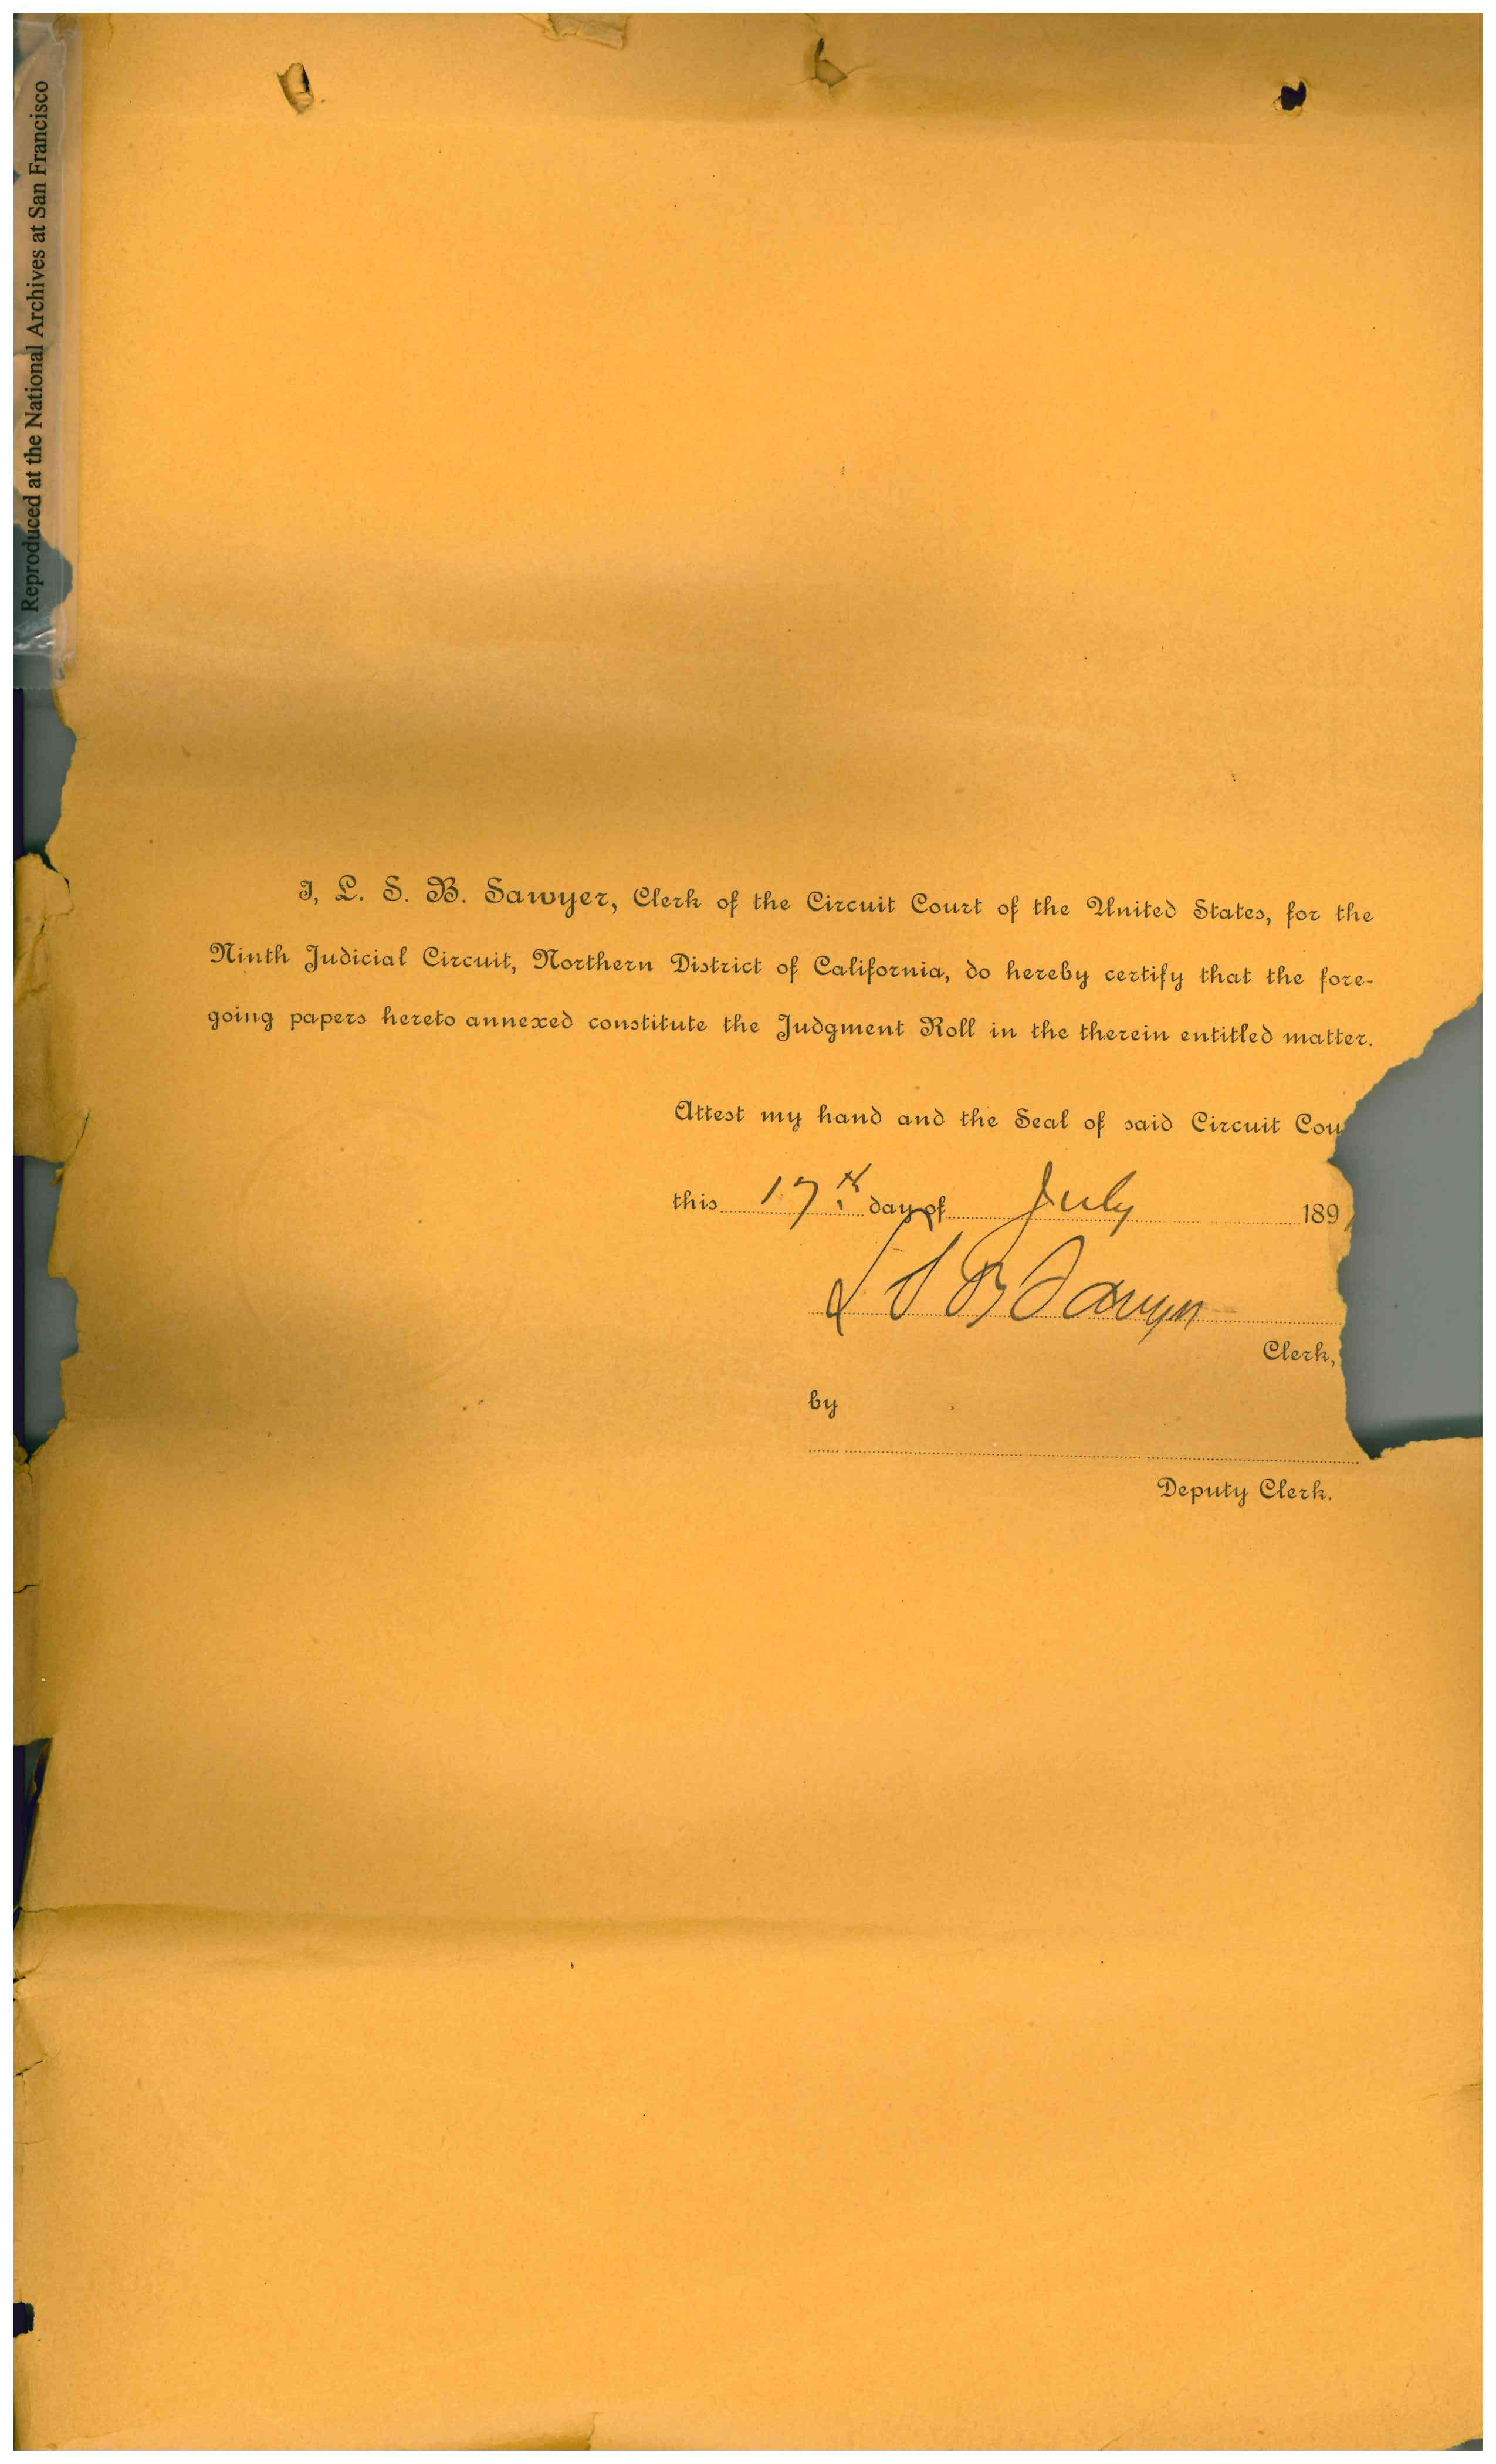 Reproduced at the National Archives at San Francisco
I, L. S. B. Sawyer, Clerk of the Circuit Court of the United States, for the
Ninth Judicial Circuit, Northern District of California, do hereby certify that the fore-
going papers hereto annexed constitute the Judgment Roll in the therein entitled matter.
Attest my hand and the Seal of said Circuit Cou
this 17th day of July 189
L S B Sawyer
Clerk,
by
Deputy Clerk.